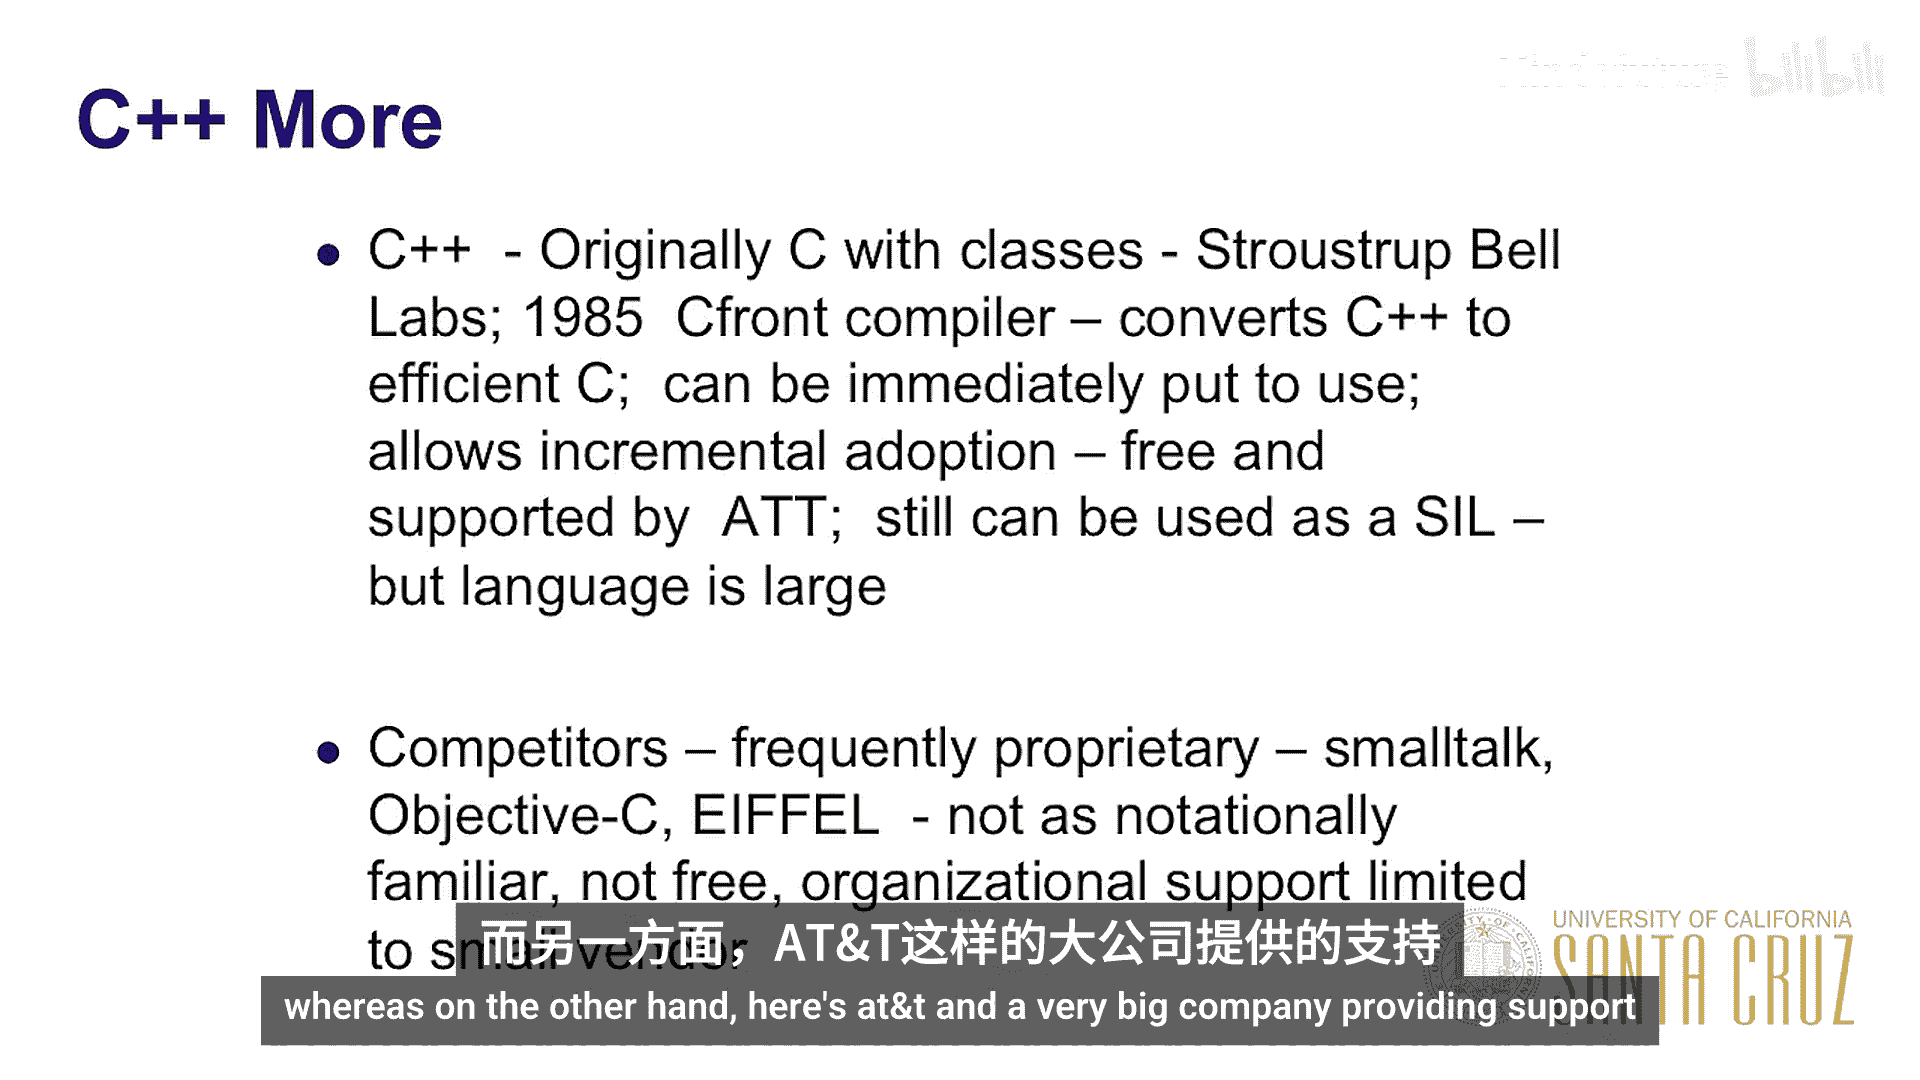 bilibili
C++ More
C++ - Originally C with classes - Stroustrup Bell
Labs; 1985 Cfront compiler – converts C++ to
efficient C; can be immediately put to use;
allows incremental adoption – free and
supported by ATT; still can be used as a SIL –
but language is large
Competitors – frequently proprietary – smalltalk,
Objective-C, EIFFEL - not as notationally
familiar, not free, organizational support limited
to small vendor
而另一方面，AT&T这样的大公司提供的支持
whereas on the other hand, here's at&t and a very big company providing support
UNIVERSITY OF CALIFORNIA
SANTA CRUZ